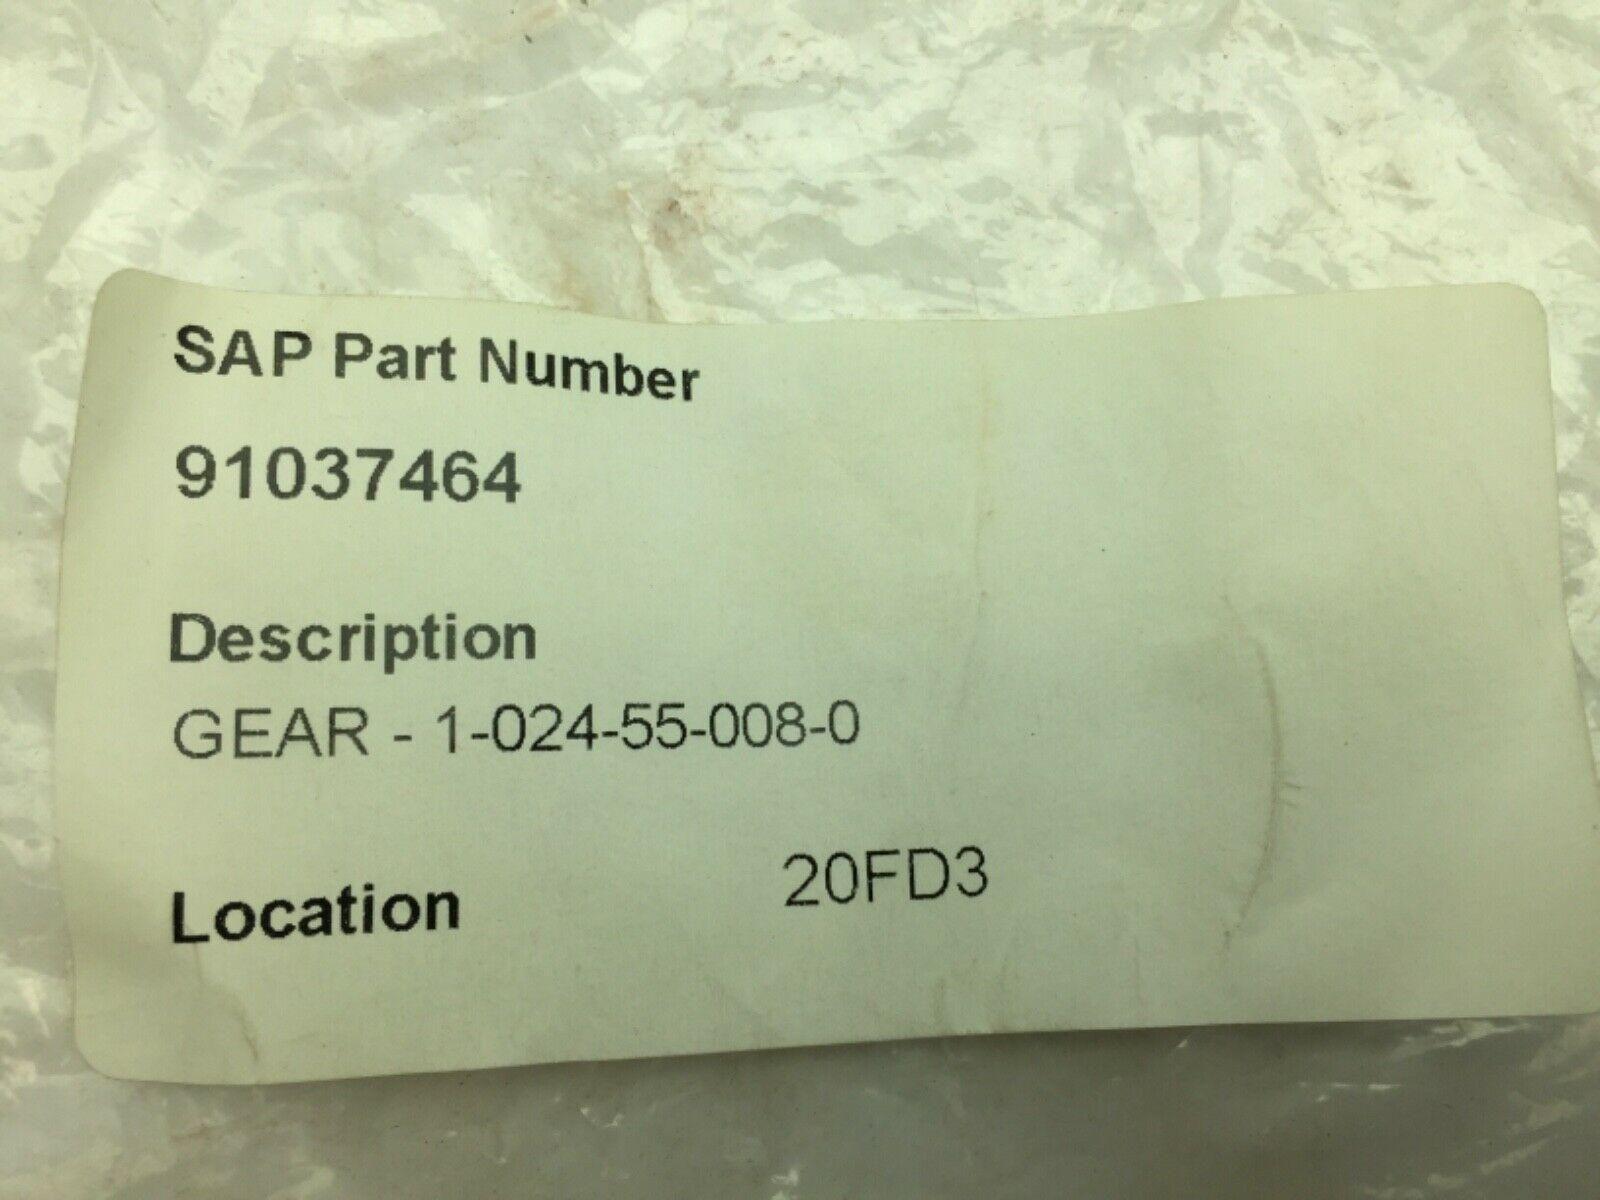 SAP Part Number
91037464
Description
GEAR - 1-024-55-008-0
Location 20FD3